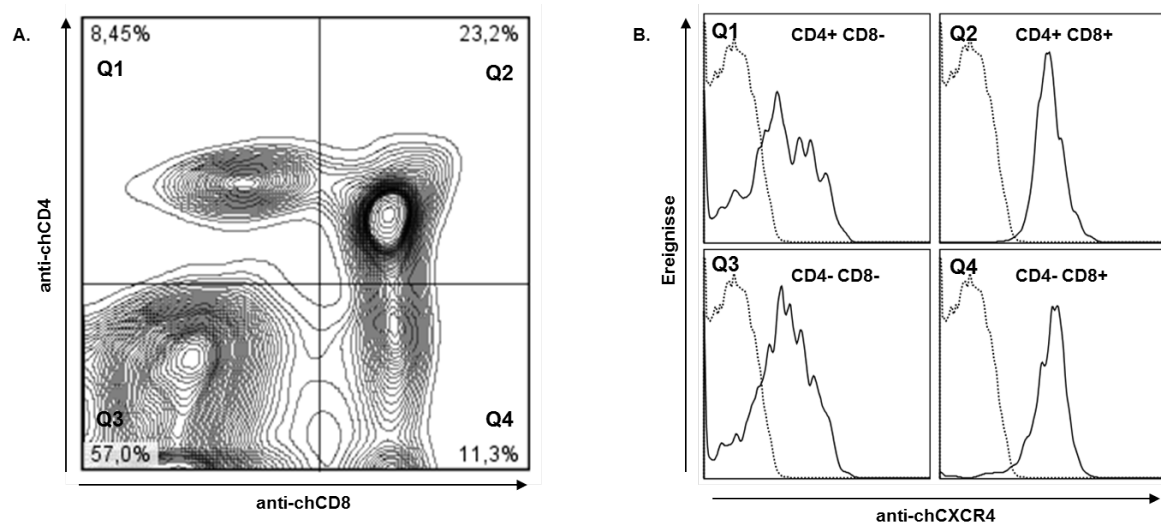 A.
8,45%
23,2%
Q1
Q2
Q3
Q4
57,0%
11,3%
anti-chCD4
anti-chCD8
B.
Q1
CD4+ CD8-
Q2
CD4+ CD8+
Q3
CD4- CD8-
Q4
CD4- CD8+
Ereignisse
anti-chCXCR4